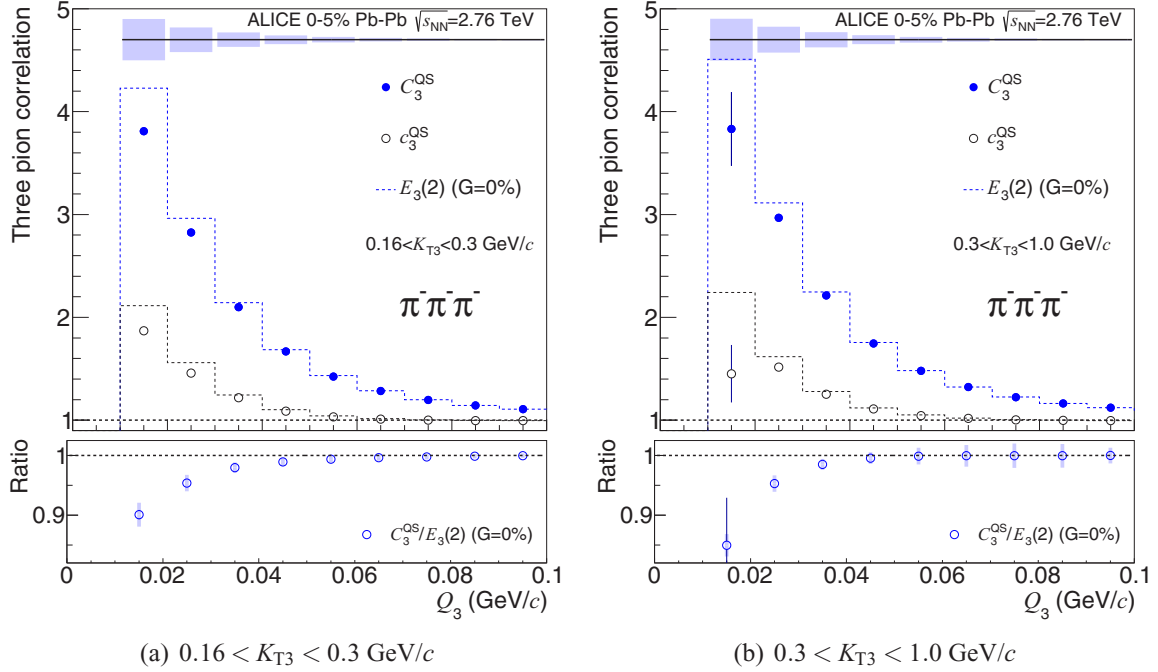 ALICE 0-5% Pb-Pb √sNN=2.76 TeV
Three pion correlation
5
4
3
2
1
C3QS
c3QS
E3(2) (G=0%)
0.16<KT3<0.3 GeV/c
π-π-π-
Ratio
1
0.9
C3QS/E3(2) (G=0%)
0 0.02 0.04 0.06 0.08 0.1
Q3 (GeV/c)
(a) 0.16 < KT3 < 0.3 GeV/c
ALICE 0-5% Pb-Pb √sNN=2.76 TeV
Three pion correlation
5
4
3
2
1
C3QS
c3QS
E3(2) (G=0%)
0.3<KT3<1.0 GeV/c
π-π-π-
Ratio
1
0.9
C3QS/E3(2) (G=0%)
0 0.02 0.04 0.06 0.08 0.1
Q3 (GeV/c)
(b) 0.3 < KT3 < 1.0 GeV/c